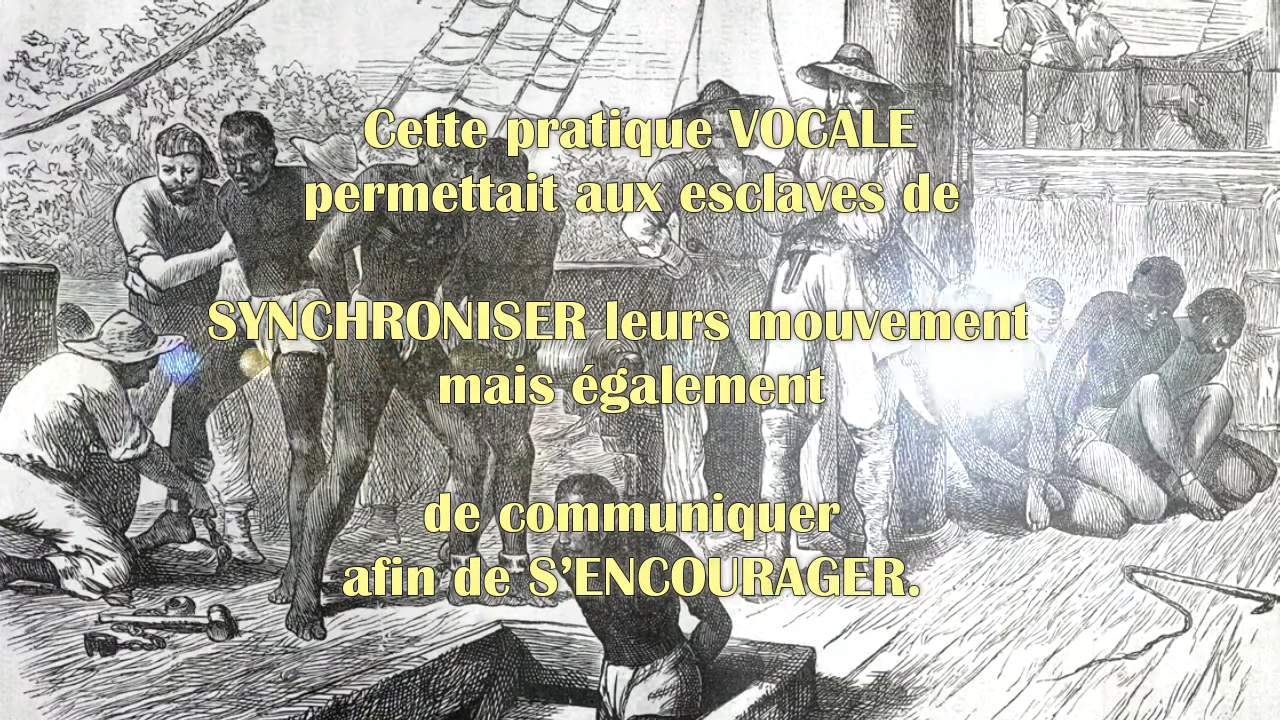 Cette pratique VOCALE
permettait aux esclaves de
SYNCHRONISER leurs mouvement
mais également
de communiquer
afin de S’ENCOURAGER.